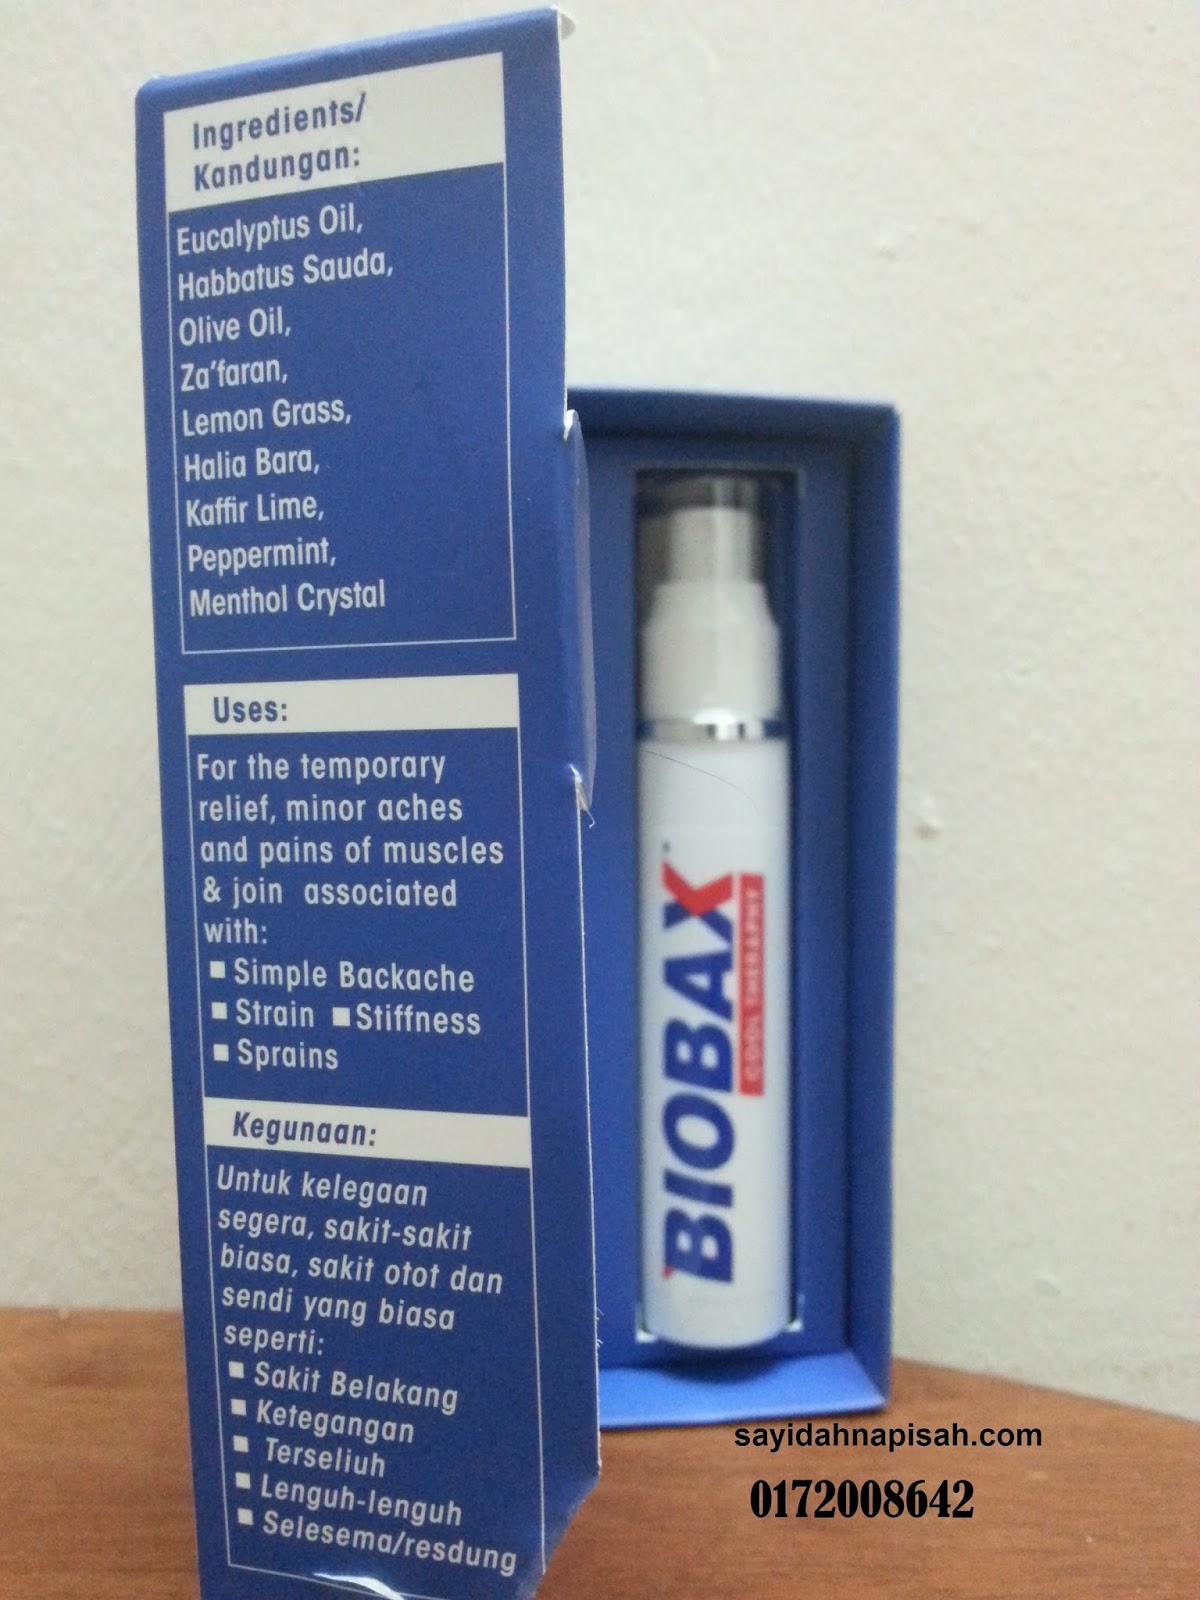 Ingredients/
Kandungan:
Eucalyptus Oil,
Habbatus Sauda,
Olive Oil,
Za'faran,
Lemon Grass,
Halia Bara,
Kaffir Lime,
Peppermint,
Menthol Crystal
Uses:
For the temporary
relief, minor aches
and pains of muscles
& join associated
with:
■ Simple Backache
■ Strain ■ Stiffness
■ Sprains
Kegunaan:
Untuk kelegaan
segera, sakit-sakit
biasa, sakit otot dan
sendi yang biasa
seperti:
■ Sakit Belakang
■ Ketegangan
■ Terseliuh
■ Lenguh-lenguh
■ Selesema/resdung
BIOBAX
COOL THERAPHY
sayidahnapisah.com
0172008642